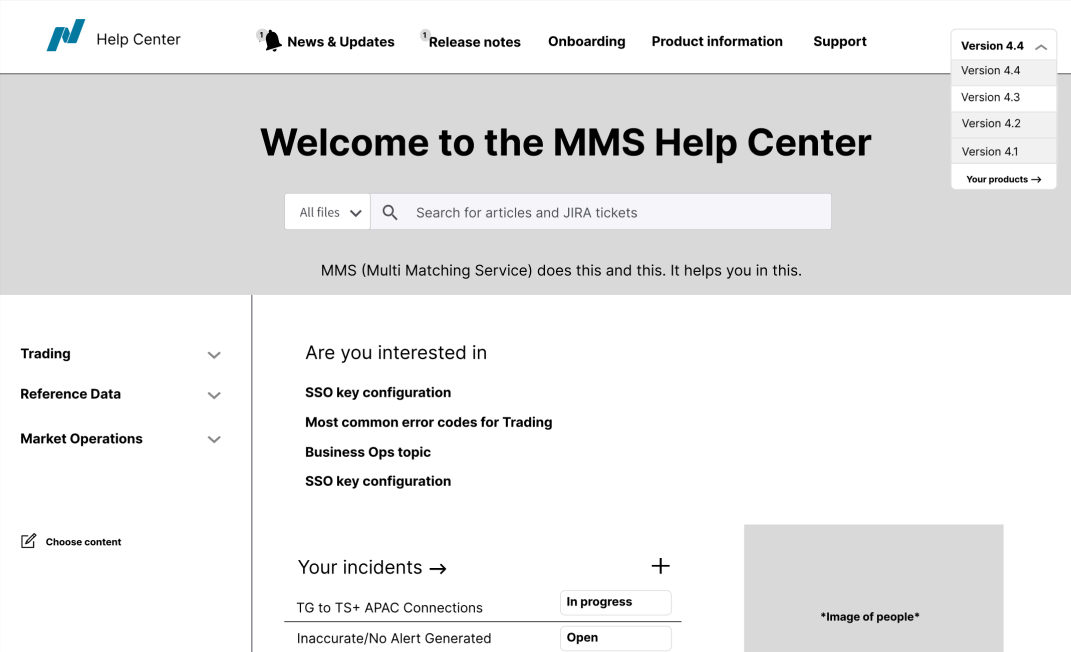 Help Center
1
News & Updates
1
Release notes
Onboarding
Product information
Support
Version 4.4
Version 4.4
Version 4.3
Version 4.2
Version 4.1
Your products →
Welcome to the MMS Help Center
All files
Search for articles and JIRA tickets
MMS (Multi Matching Service) does this and this. It helps you in this.
Trading
Reference Data
Market Operations
Choose content
Are you interested in
SSO key configuration
Most common error codes for Trading
Business Ops topic
SSO key configuration
Your incidents →
TG to TS+ APAC Connections
In progress
Inaccurate/No Alert Generated
Open
*Image of people*